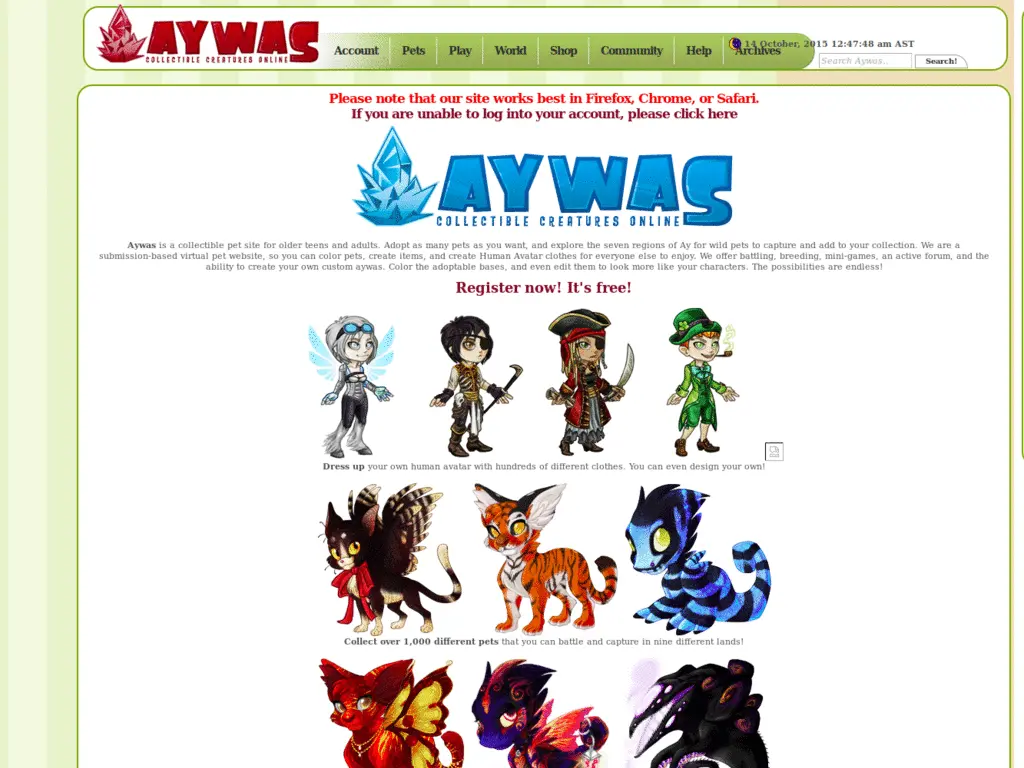 AYWAS
COLLECTIBLE CREATURES ONLINE
Account Pets Play World Shop Community Help Archives
14 October, 2015 12:47:48 am AST
Search Aywas.. Search!
Please note that our site works best in Firefox, Chrome, or Safari.
If you are unable to log into your account, please click here
AYWAS
COLLECTIBLE CREATURES ONLINE
Aywas is a collectible pet site for older teens and adults. Adopt as many pets as you want, and explore the seven regions of Ay for wild pets to capture and add to your collection. We are a
submission-based virtual pet website, so you can color pets, create items, and create Human Avatar clothes for everyone else to enjoy. We offer battling, breeding, mini-games, an active forum, and the
ability to create your own custom aywas. Color the adoptable bases, and even edit them to look more like your characters. The possibilities are endless!
Register now! It's free!
Dress up your own human avatar with hundreds of different clothes. You can even design your own!
Collect over 1,000 different pets that you can battle and capture in nine different lands!